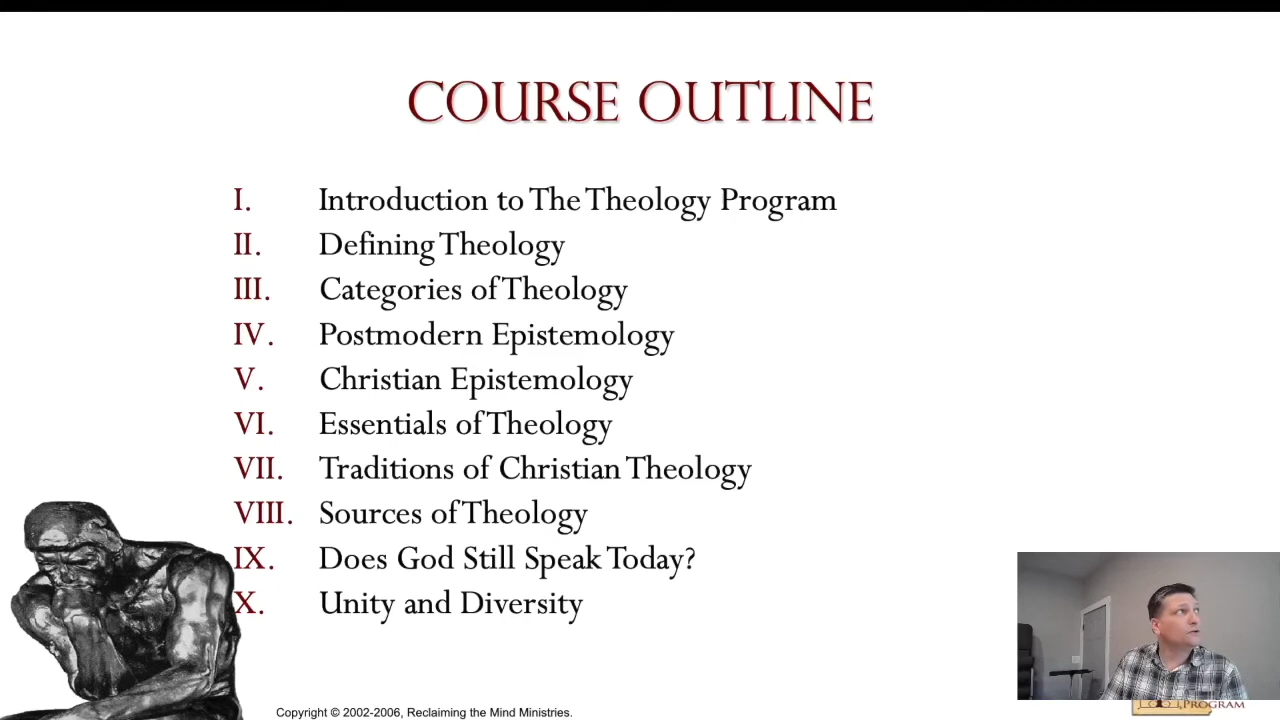 COURSE OUTLINE
I. Introduction to The Theology Program
II. Defining Theology
III. Categories of Theology
IV. Postmodern Epistemology
V. Christian Epistemology
VI. Essentials of Theology
VII. Traditions of Christian Theology
VIII. Sources of Theology
IX. Does God Still Speak Today?
X. Unity and Diversity
Copyright © 2002-2006, Reclaiming the Mind Ministries.
PROGRAM